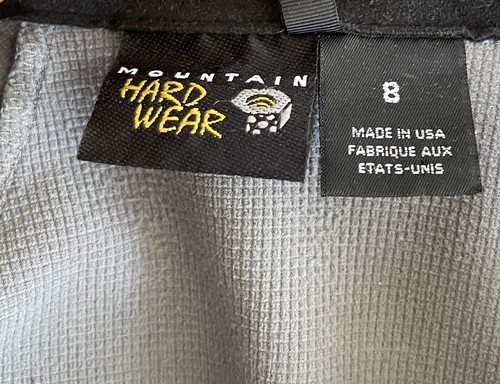 MOUNTAIN
HARD
WEAR
8
MADE IN USA
FABRIQUE AUX
ETATS-UNIS